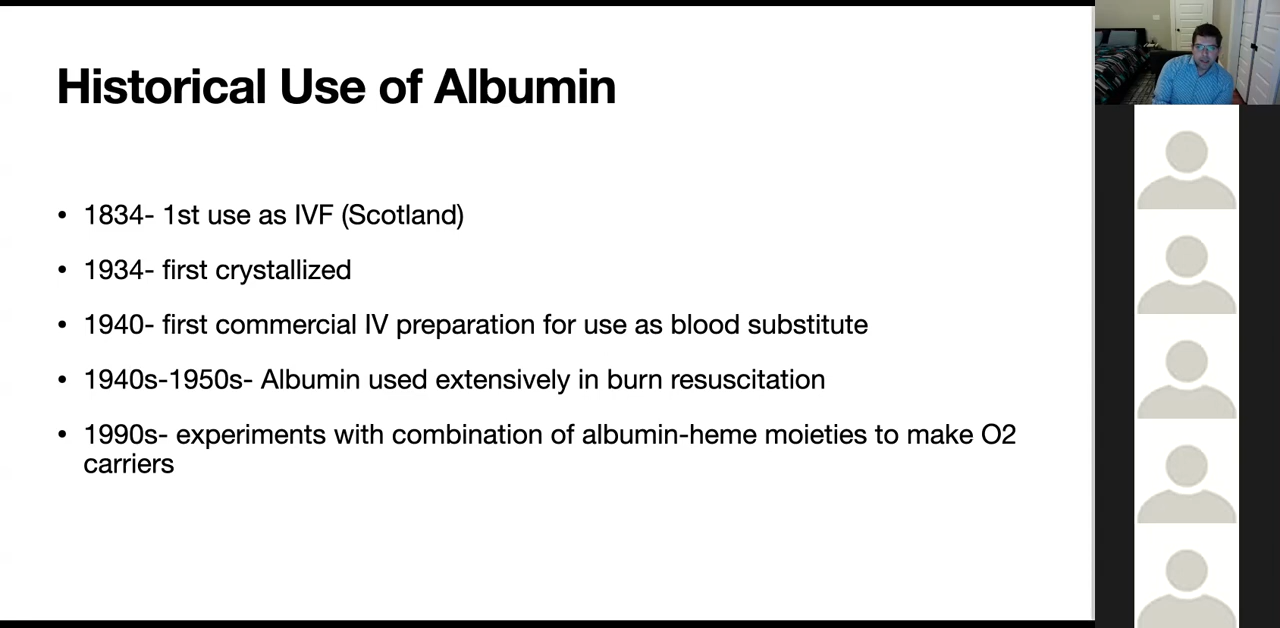 Historical Use of Albumin
• 1834- 1st use as IVF (Scotland)
• 1934- first crystallized
• 1940- first commercial IV preparation for use as blood substitute
• 1940s-1950s- Albumin used extensively in burn resuscitation
• 1990s- experiments with combination of albumin-heme moieties to make O2
carriers